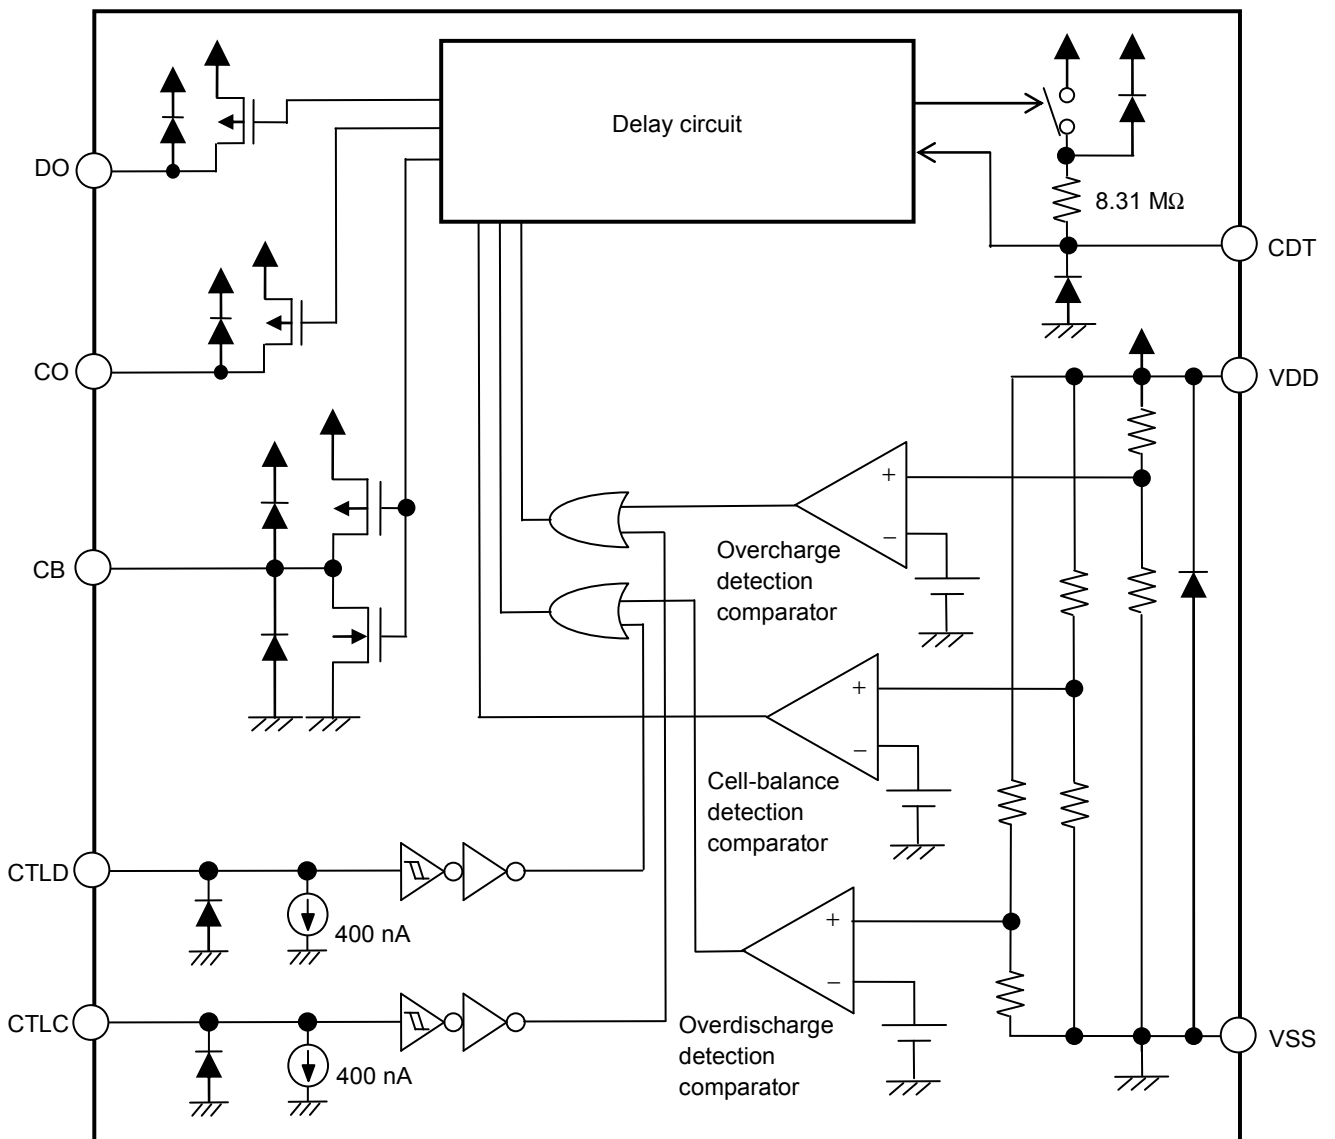 Delay circuit
DO
8.31 MΩ
CDT
CO
VDD
+
−
Overcharge
detection
comparator
CB
+
−
Cell-balance
detection
comparator
CTLD
400 nA
+
−
Overdischarge
detection
comparator
CTLC
400 nA
VSS